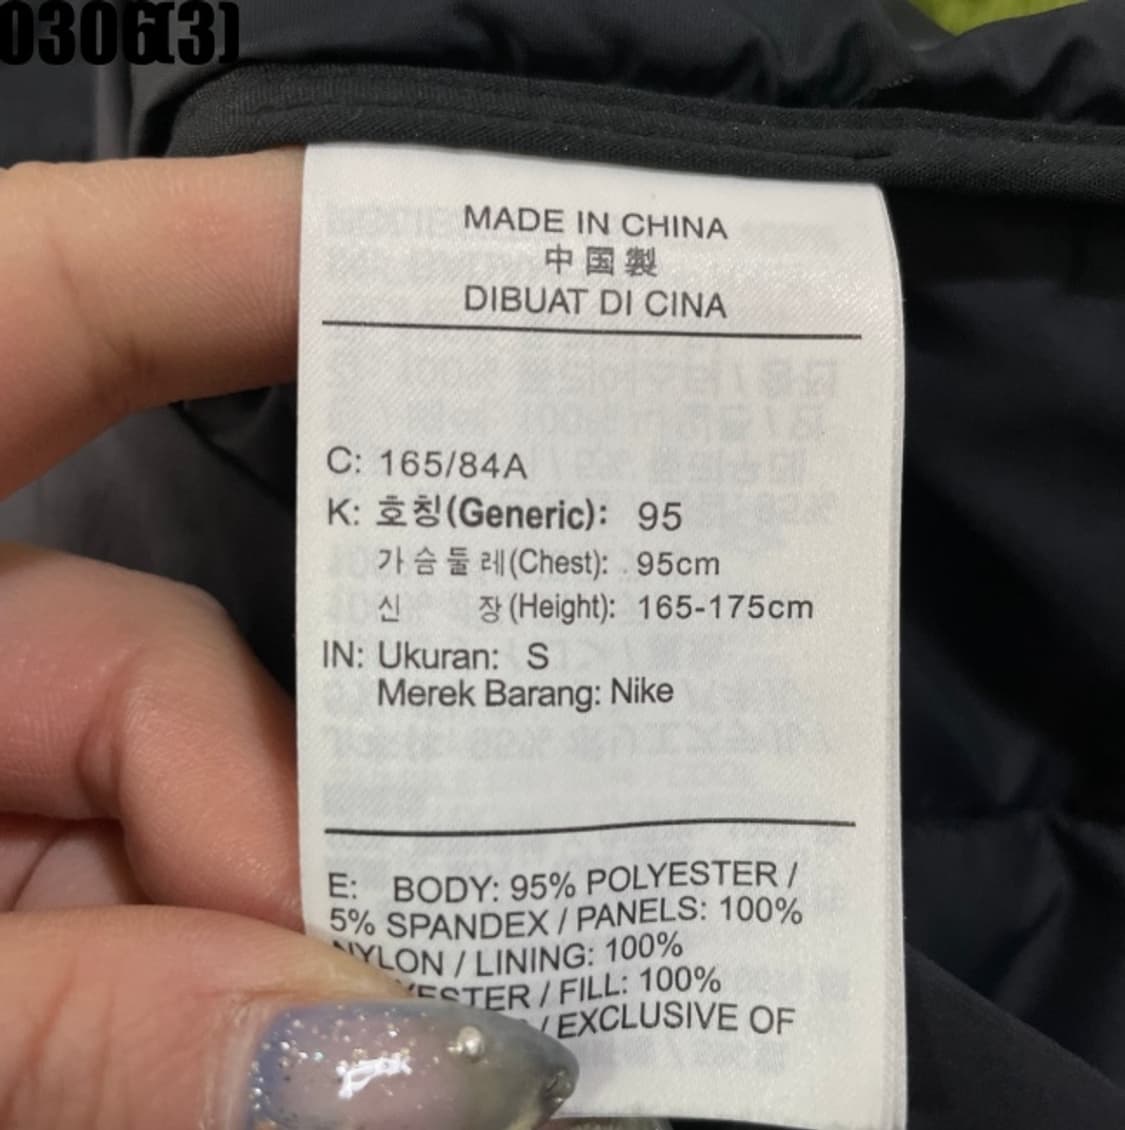 0306(3)
MADE IN CHINA
中国製
DIBUAT DI CINA
C: 165/84A
K: 호칭(Generic): 95
가슴둘레(Chest): 95cm
신 장(Height): 165-175cm
IN: Ukuran: S
Merek Barang: Nike
E: BODY: 95% POLYESTER /
5% SPANDEX / PANELS: 100%
NYLON / LINING: 100%
/ FILL: 100%
/ EXCLUSIVE OF